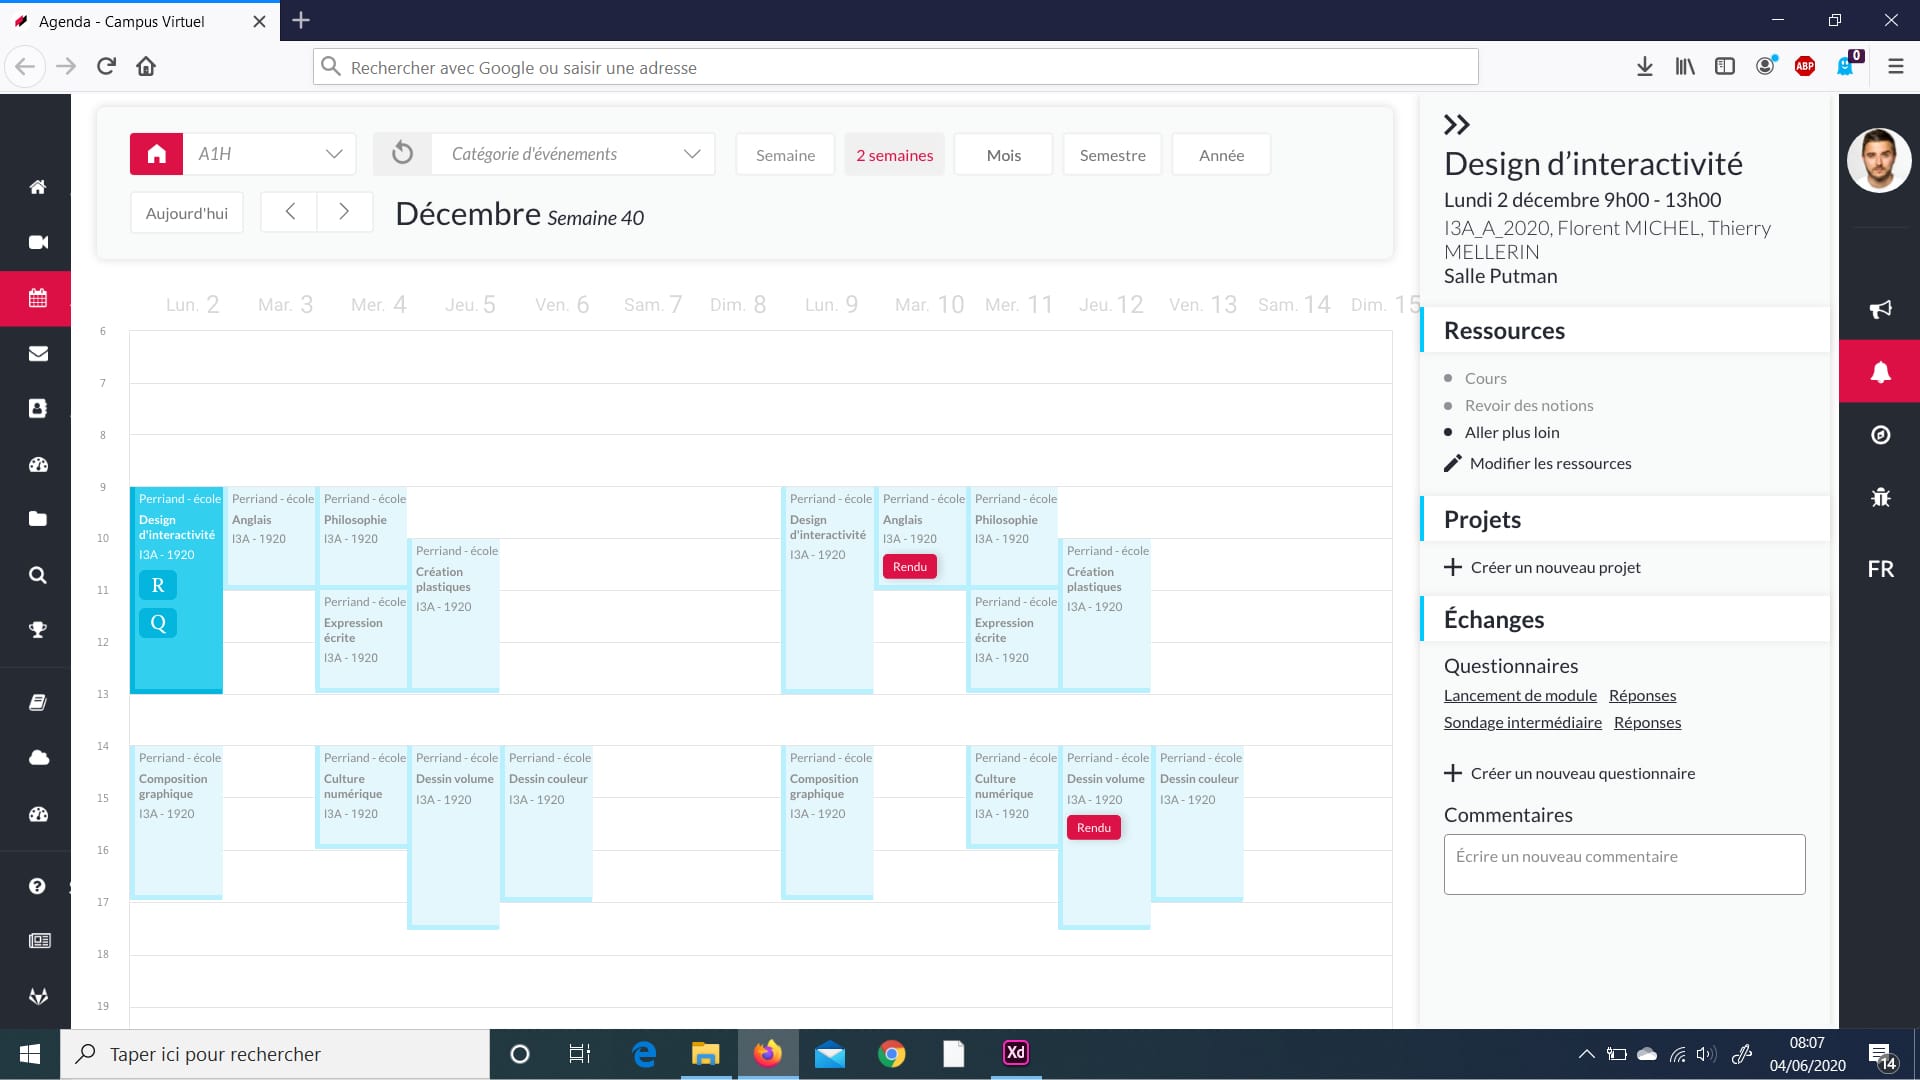 Agenda - Campus Virtuel
Rechercher avec Google ou saisir une adresse
ABP
0
A1H
Catégorie d'événements
Semaine
2 semaines
Mois
Semestre
Année
Aujourd'hui
Décembre Semaine 40
Lun. 2
Mar. 3
Mer. 4
Jeu. 5
Ven. 6
Sam. 7
Dim. 8
Lun. 9
Mar. 10
Mer. 11
Jeu. 12
Ven. 13
Sam. 14
Dim. 15
6
7
8
9
10
11
12
13
14
15
16
17
18
19
Perriand - école
Design
d'interactivité
I3A - 1920
R
Q
Perriand - école
Anglais
I3A - 1920
Perriand - école
Philosophie
I3A - 1920
Perriand - école
Expression
écrite
I3A - 1920
Perriand - école
Création
plastiques
I3A - 1920
Perriand - école
Design
d'interactivité
I3A - 1920
Perriand - école
Anglais
I3A - 1920
Rendu
Perriand - école
Philosophie
I3A - 1920
Perriand - école
Expression
écrite
I3A - 1920
Perriand - école
Création
plastiques
I3A - 1920
Perriand - école
Composition
graphique
I3A - 1920
Perriand - école
Culture
numérique
I3A - 1920
Perriand - école
Dessin volume
I3A - 1920
Perriand - école
Dessin couleur
I3A - 1920
Perriand - école
Composition
graphique
I3A - 1920
Perriand - école
Culture
numérique
I3A - 1920
Perriand - école
Dessin volume
I3A - 1920
Rendu
Perriand - école
Dessin couleur
I3A - 1920
Design d’interactivité
Lundi 2 décembre 9h00 - 13h00
I3A_A_2020, Florent MICHEL, Thierry
MELLERIN
Salle Putman
Ressources
Cours
Revoir des notions
Aller plus loin
Modifier les ressources
Projets
Créer un nouveau projet
Échanges
Questionnaires
Lancement de module Réponses
Sondage intermédiaire Réponses
Créer un nouveau questionnaire
Commentaires
Écrire un nouveau commentaire
FR
Taper ici pour rechercher
Xd
08:07
04/06/2020
14